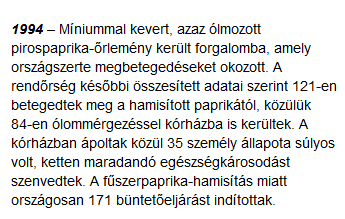 1994 – Míniummal kevert, azaz ólmozott
pirospaprika-őrlemény került forgalomba, amely
országszerte megbetegedéseket okozott. A
rendőrség későbbi összesített adatai szerint 121-en
betegedtek meg a hamisított paprikától, közülük
84-en ólommérgezéssel kórházba is kerültek. A
kórházban ápoltak közül 35 személy állapota súlyos
volt, ketten maradandó egészségkárosodást
szenvedtek. A fűszerpaprika-hamisítás miatt
országosan 171 büntetőeljárást indítottak.